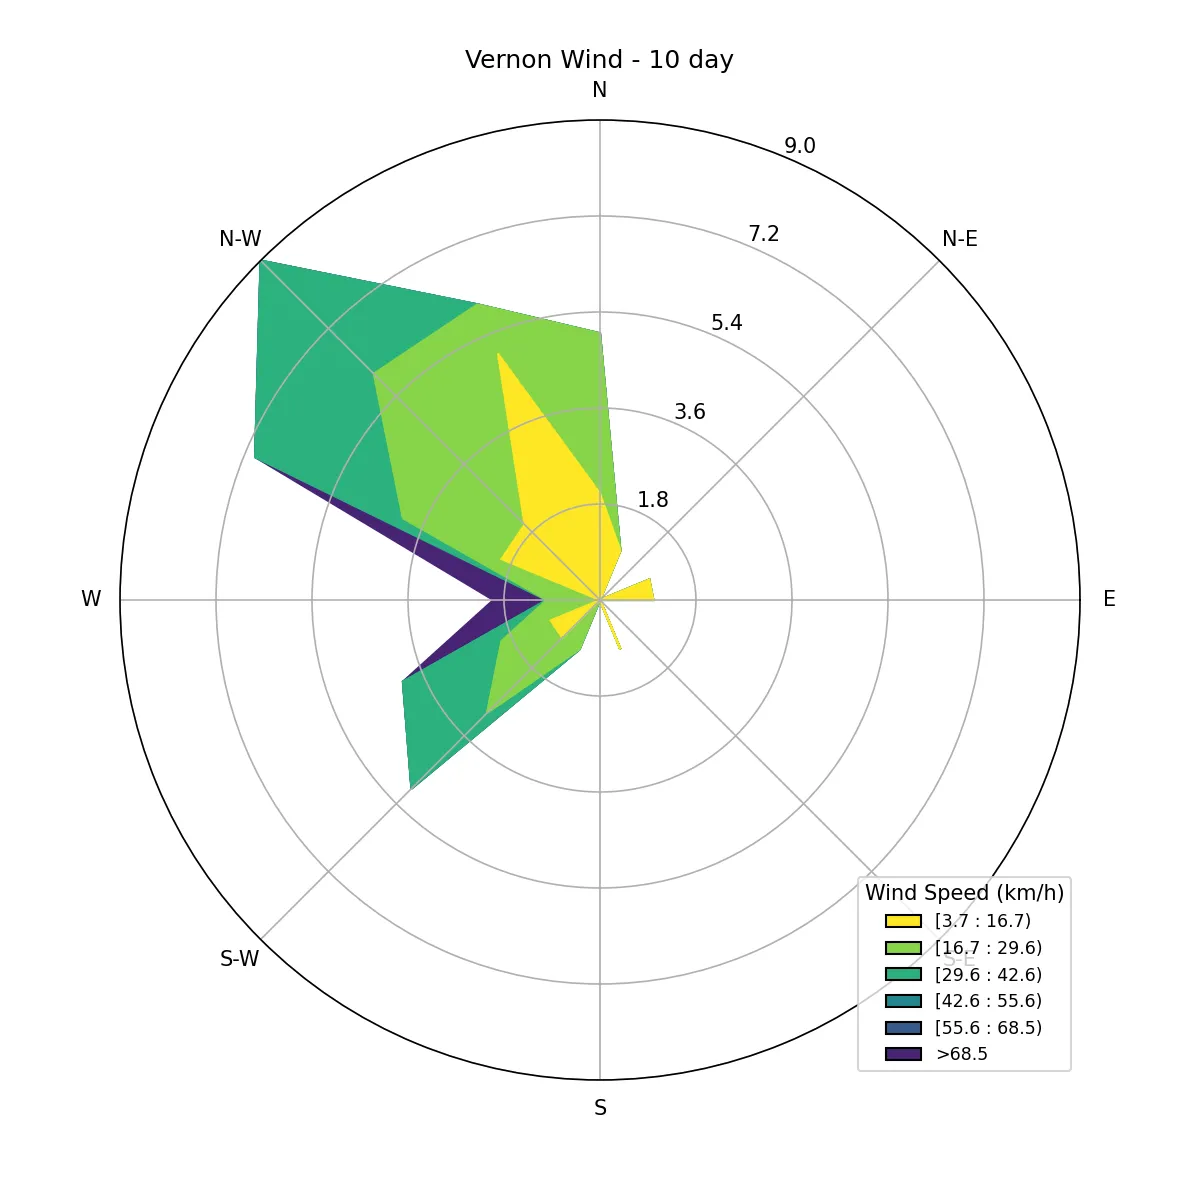 Vernon Wind - 10 day
N
9.0
7.2
N-W
N-E
5.4
3.6
1.8
W
E
Wind Speed (km/h)
[3.7 : 16.7)
[16.7 : 29.6)
S-W
S-E
[29.6 : 42.6)
[42.6 : 55.6)
[55.6 : 68.5)
>68.5
S